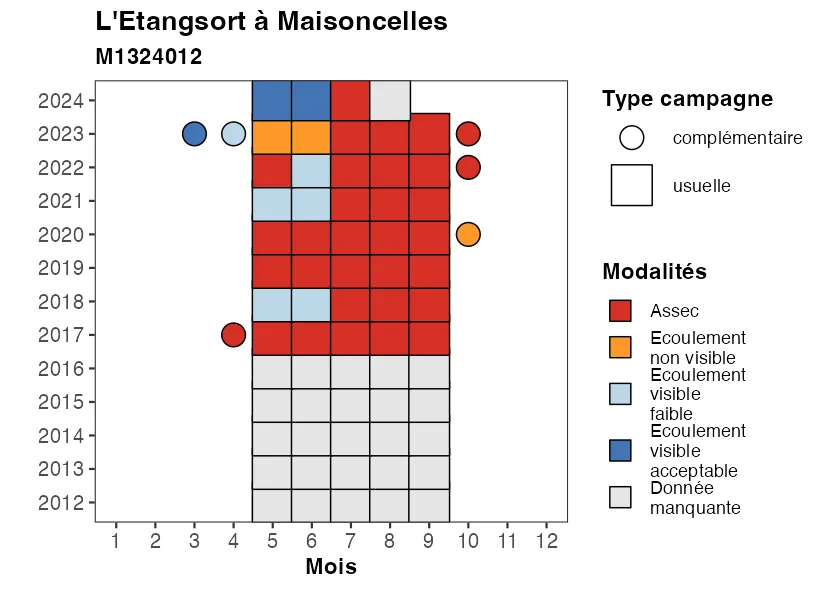 L'Etangsort à Maisoncelles
M1324012
2024
2023
2022
2021
2020
2019
2018
2017
2016
2015
2014
2013
2012
1 2 3 4 5 6 7 8 9 10 11 12
Mois
Type campagne
complémentaire
usuelle
Modalités
Assec
Ecoulement
non visible
Ecoulement
visible
faible
Ecoulement
visible
acceptable
Donnée
manquante